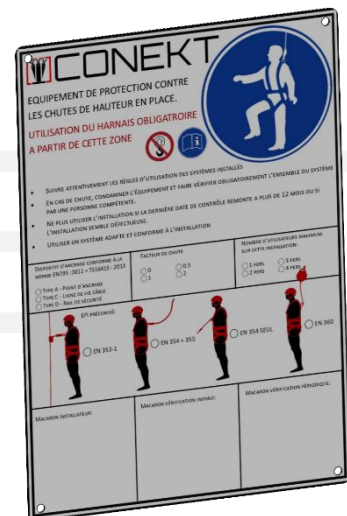 CONEKT
EQUIPEMENT DE PROTECTION CONTRE
LES CHUTES DE HAUTEUR EN PLACE.
UTILISATION DU HARNAIS OBLIGATROIRE
A PARTIR DE CETTE ZONE
• SUIVRE ATTENTIVEMENT LES RÈGLES D'UTILISATION DES SYSTÈMES INSTALLÉS
• EN CAS DE CHUTE, CONDAMNER L'ÉQUIPEMENT ET FAIRE VÉRIFIER OBLIGATOIREMENT L'ENSEMBLE DU SYSTÈME
PAR UNE PERSONNE COMPÉTENTE.
• NE PLUS UTILISER L'INSTALLATION SI LA DERNIÈRE DATE DE CONTRÔLE REMONTE A PLUS DE 12 MOIS OU SI
L'INSTALLATION SEMBLE DÉFECTUEUSE.
• UTILISER UN SYSTÈME ADAPTE ET CONFORME À L'INSTALLATION
DISPOSITIF D'ANCRAGE CONFORME À LA
NORME EN795 :2012 + TS16415 : 2013
TYPE A - POINT D'ANCRAGE
TYPE C - LIGNE DE VIE CÂBLE
TYPE D - RAIL DE SÉCURITÉ
FACTEUR DE CHUTE
0 0.5
1 2
NOMBRE D'UTILISATEURS MAXIMUM
SUR CETTE INSTALLATION:
1 PERS 3 PERS
2 PERS 4 PERS
EPI PRÉCONISÉ:
EN 353-1
EN 354 + 355
EN 354 SEUL
EN 360
MACARON INSTALLATEUR:
MACARON VÉRIFICATION INITIALE:
MACARON VÉRIFICATION PÉRIODIQUE: